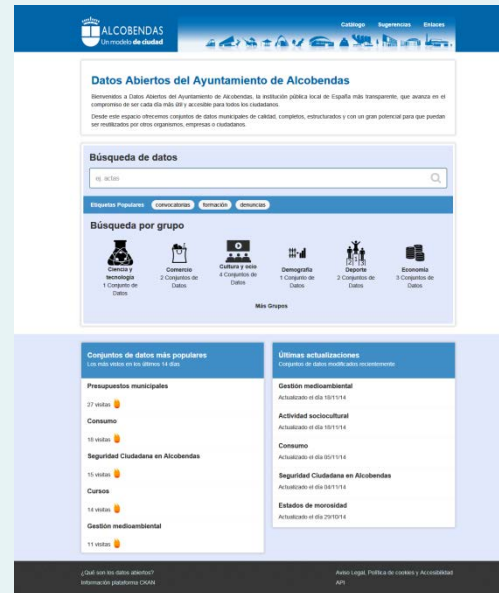 ALCOBENDAS
Un modelo de ciudad
Catálogo Sugerencias Enlaces
Datos Abiertos del Ayuntamiento de Alcobendas
Bienvenidos a Datos Abiertos del Ayuntamiento de Alcobendas, la institución pública local de España más transparente, que avanza en el
compromiso de ser cada día más útil y accesible para todos los ciudadanos.
Desde este espacio ofrecemos conjuntos de datos municipales de calidad, completos, estructurados y con un gran potencial para que puedan
ser reutilizados por otros organismos, empresas o ciudadanos.
Búsqueda de datos
ej. actas
Etiquetas Populares convocatorias formación denuncias
Búsqueda por grupo
Ciencia y
tecnología
1 Conjunto de
Datos
Comercio
2 Conjuntos de
Datos
Cultura y ocio
4 Conjuntos de
Datos
Demografía
1 Conjunto de
Datos
Deporte
2 Conjuntos de
Datos
Economía
3 Conjuntos de
Datos
Más Grupos
Conjuntos de datos más populares
Los más vistos en los últimos 14 días
Presupuestos municipales
27 visitas
Consumo
16 visitas
Seguridad Ciudadana en Alcobendas
15 visitas
Cursos
14 visitas
Gestión medioambiental
11 visitas
Últimas actualizaciones
Conjuntos de datos modificados recientemente
Gestión medioambiental
Actualizado el día 10/11/14
Actividad sociocultural
Actualizado el día 10/11/14
Consumo
Actualizado el día 05/11/14
Seguridad Ciudadana en Alcobendas
Actualizado el día 04/11/14
Estados de morosidad
Actualizado el día 29/10/14
¿Qué son los datos abiertos?
Información plataforma CKAN
Aviso Legal, Política de cookies y Accesibilidad
API